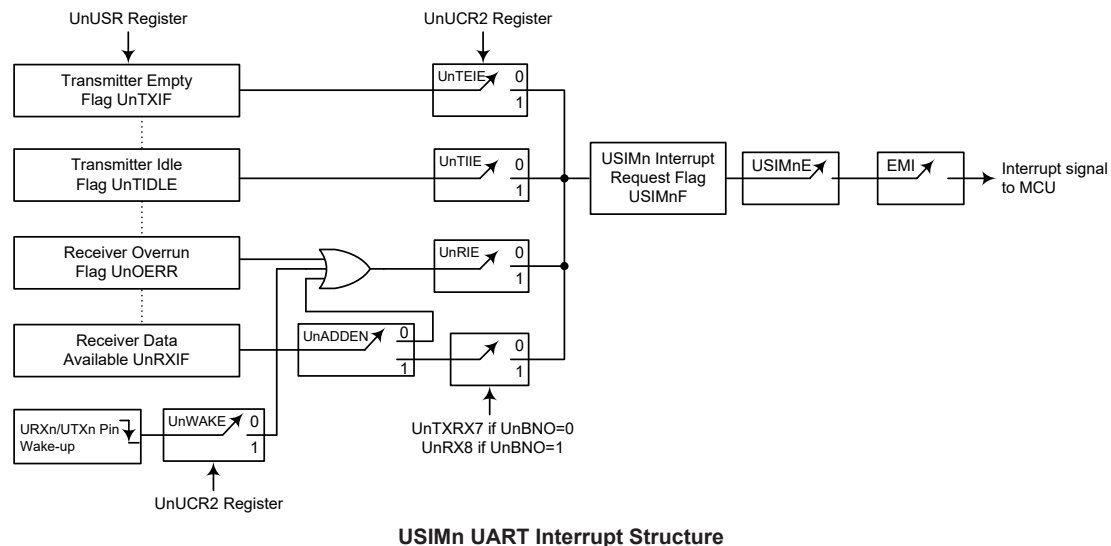 UnUSR Register
UnUCR2 Register
Transmitter Empty
Flag UnTXIF
UnTEIE
0
1
Transmitter Idle
Flag UnTIDLE
UnTIIE
0
1
USIMn Interrupt
Request Flag
USIMnF
USIMnE
EMI
Interrupt signal
to MCU
Receiver Overrun
Flag UnOERR
UnRIE
0
1
Receiver Data
Available UnRXIF
UnADDEN
0
1
0
1
UnTXRX7 if UnBNO=0
UnRX8 if UnBNO=1
URXn/UTXn Pin
Wake-up
UnWAKE
0
1
UnUCR2 Register
USIMn UART Interrupt Structure